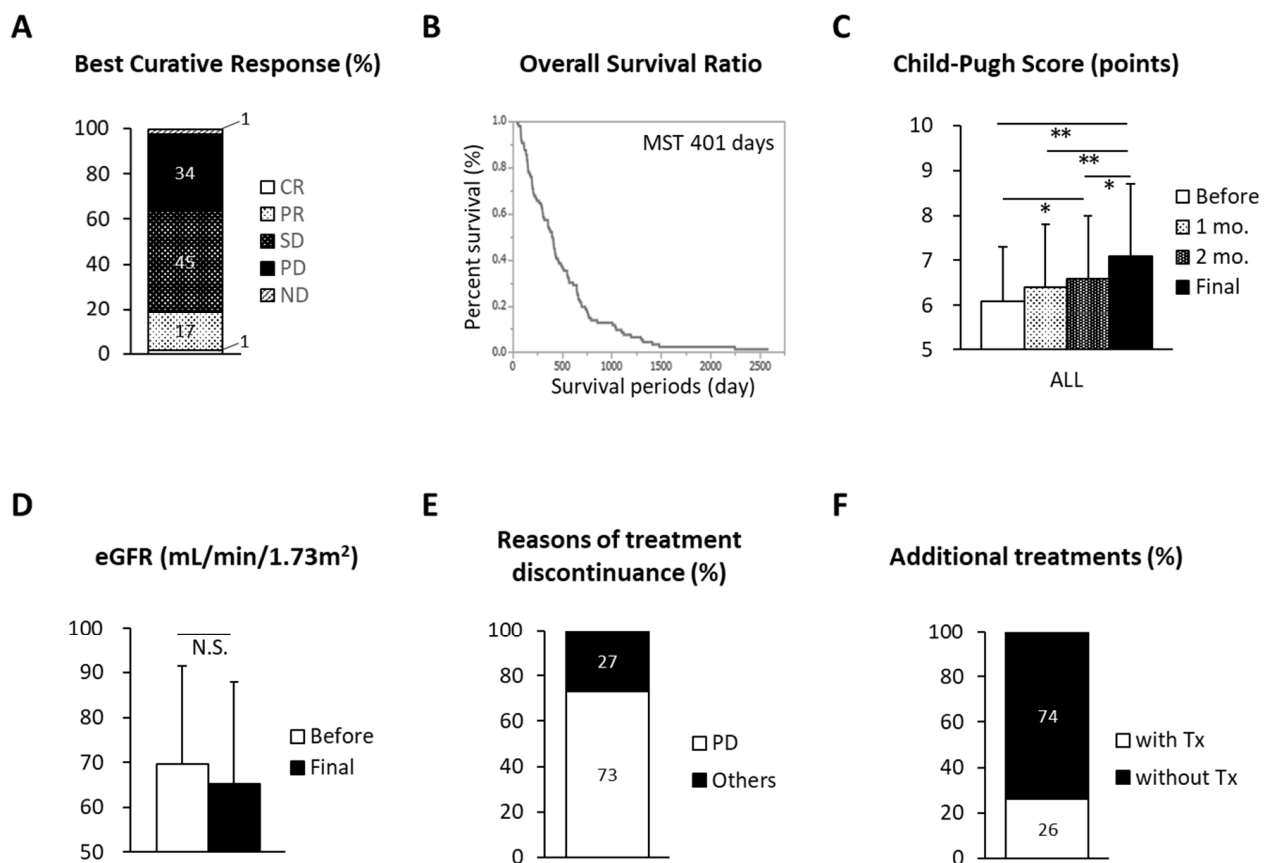 A
Best Curative Response (%)
100
80
60
40
20
0
1
34
45
17
1
CR
PR
SD
PD
ND
B
Overall Survival Ratio
MST 401 days
Percent survival (%)
1.0
0.8
0.6
0.4
0.2
0.0
0
500
1000
1500
2000
2500
Survival periods (day)
C
Child-Pugh Score (points)
10
9
8
7
6
5
**
**
*
*
Before
1 mo.
2 mo.
Final
ALL
D
eGFR (mL/min/1.73m²)
100
90
80
70
60
50
N.S.
Before
Final
E
Reasons of treatment
discontinuance (%)
100
80
60
40
20
0
27
73
PD
Others
F
Additional treatments (%)
100
80
60
40
20
0
74
26
with Tx
without Tx